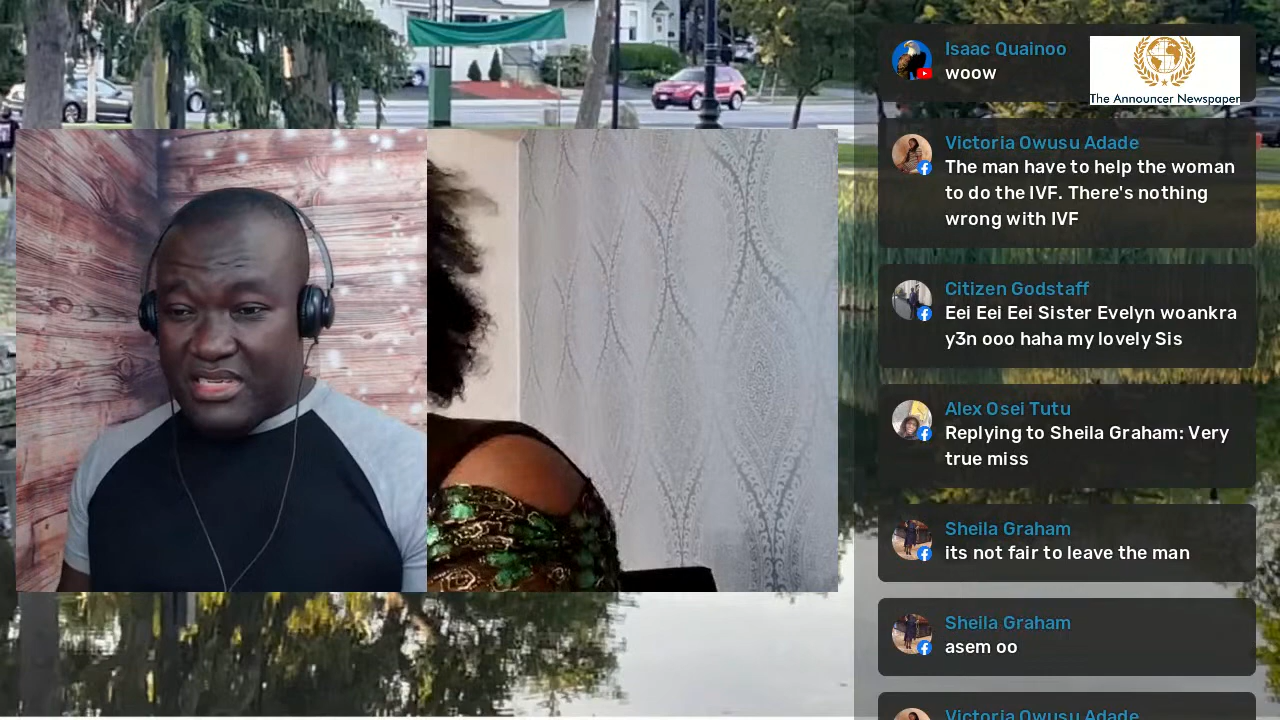 Isaac Quainoo
woow
The Announcer Newspaper
Victoria Owusu Adade
The man have to help the woman
to do the IVF. There's nothing
wrong with IVF
Citizen Godstaff
Eei Eei Eei Sister Evelyn woankra
y3n ooo haha my lovely Sis
Alex Osei Tutu
Replying to Sheila Graham: Very
true miss
Sheila Graham
its not fair to leave the man
Sheila Graham
asem oo
Victoria Owusu Adade